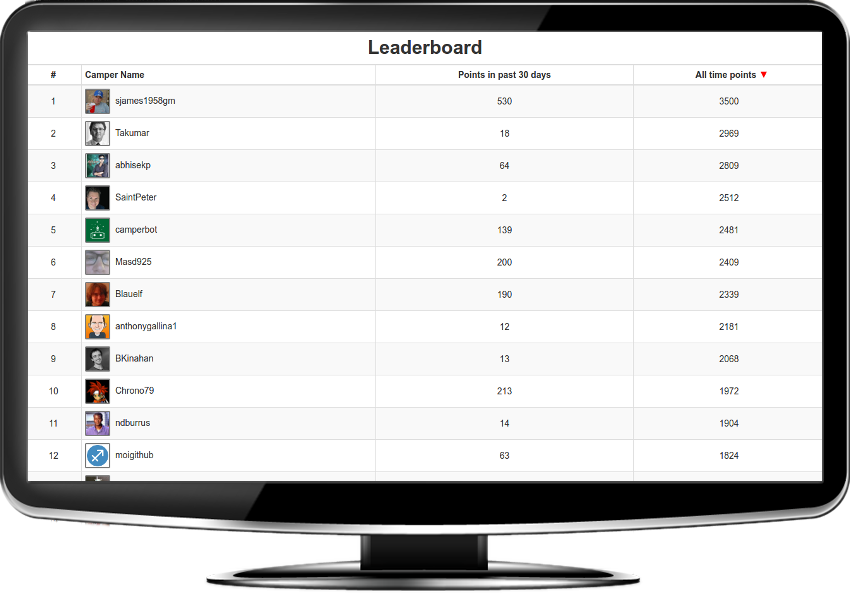 Leaderboard
# Camper Name Points in past 30 days All time points ▼
1 sjames1958gm 530 3500
2 Takumar 18 2969
3 abhisekp 64 2809
4 SaintPeter 2 2512
5 camperbot 139 2481
6 Masd925 200 2409
7 Blauelf 190 2339
8 anthonygallina1 12 2181
9 BKinahan 13 2068
10 Chrono79 213 1972
11 ndburrus 14 1904
12 moigithub 63 1824